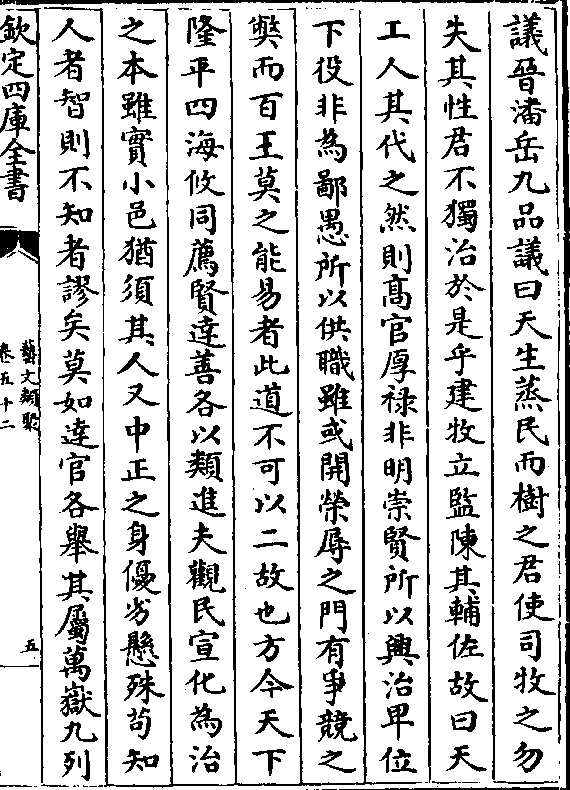 議晉潘岳九品議曰天生蒸民而樹之君使司牧之勿
失其性君不獨治於是乎建牧立監陳其輔佐故曰天
工人其代之然則髙官厚禄非明崇賢所以興治卑位
下役非為鄙愚所以供職雖或開榮辱之門有爭競之
弊而百王莫之能易者此道不可以二故也方今天下
隆平四海攸同薦賢達善各以類進夫觀民宣化為治
之本雖實小邑猶須其人又中正之身優劣懸殊苟知
人者智則不知者謬矣莫如達官各舉其屬萬嶽九列
欽定四庫全書
藝文類聚
卷五十二
五